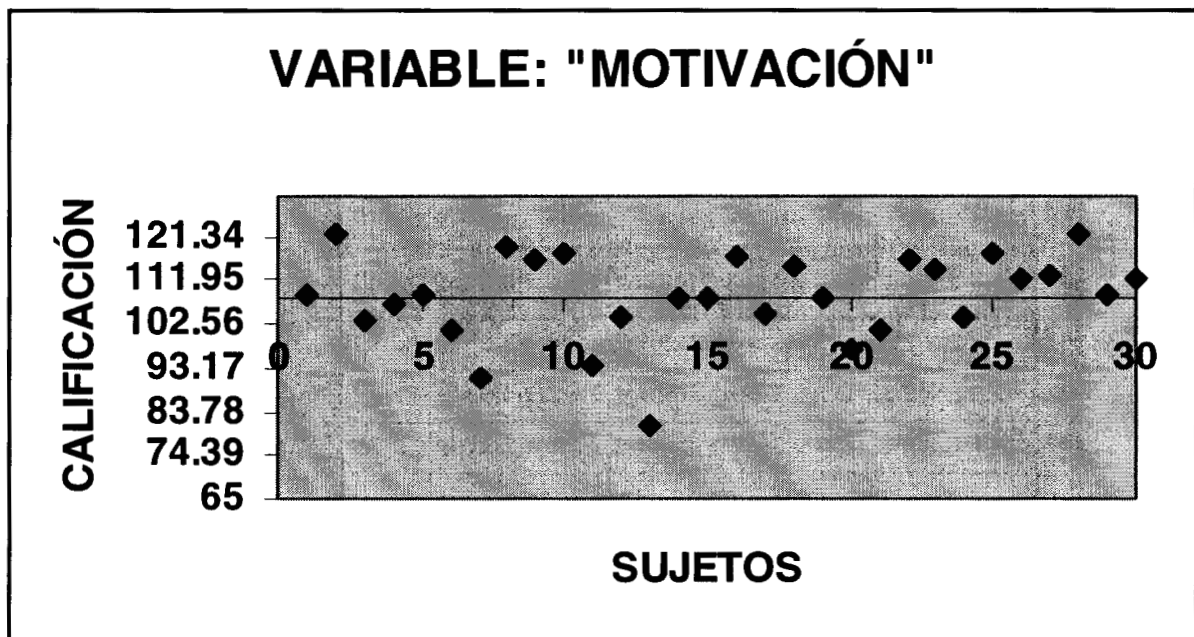 VARIABLE: "MOTIVACIÓN"
CALIFICACIÓN
121.34
111.95
102.56
93.17
83.78
74.39
65
0 5 10 15 20 25 30
SUJETOS